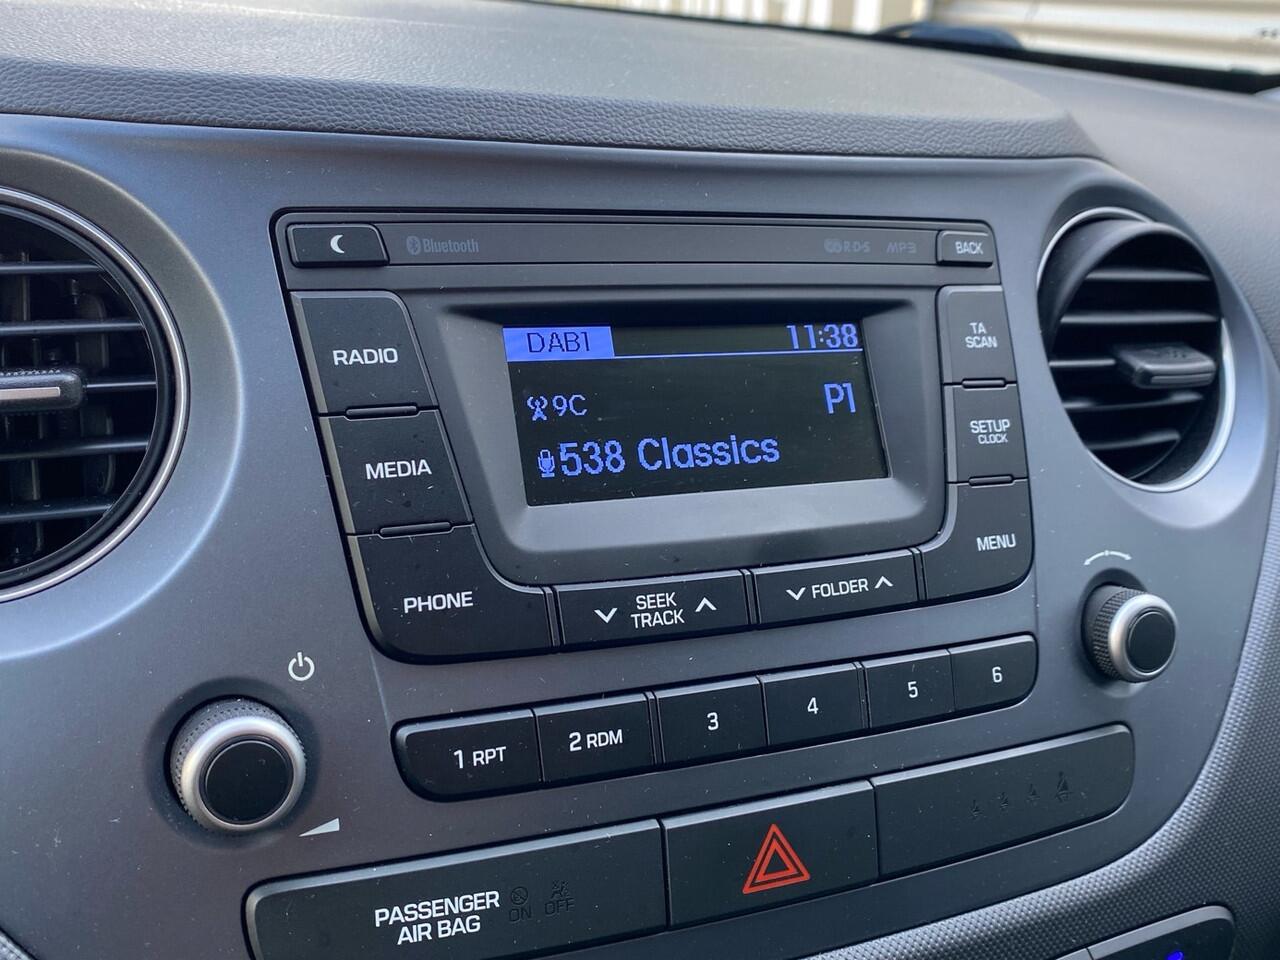 Bluetooth
R·D·S
MP3
BACK
RADIO
DAB1
11:38
TA
SCAN
9C
P1
MEDIA
538 Classics
SETUP
CLOCK
PHONE
SEEK
TRACK
FOLDER
MENU
1 RPT
2 RDM
3
4
5
6
PASSENGER
AIR BAG
ON
OFF